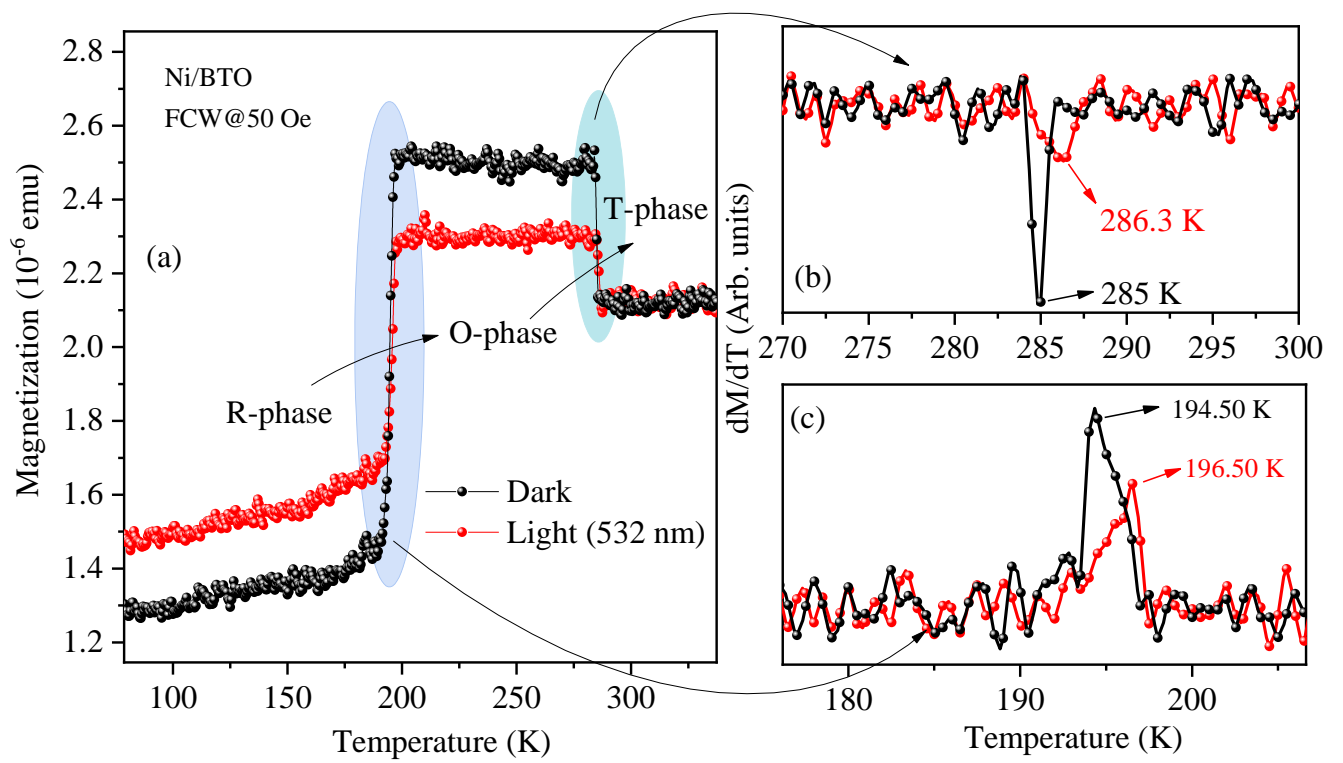 Ni/BTO
FCW@50 Oe
(a)
R-phase
O-phase
T-phase
Dark
Light (532 nm)
Magnetization (10⁻⁶ emu)
2.8
2.6
2.4
2.2
2.0
1.8
1.6
1.4
1.2
100
150
200
250
300
Temperature (K)
dM/dT (Arb. units)
(b)
286.3 K
285 K
270
275
280
285
290
295
300
(c)
194.50 K
196.50 K
180
190
200
Temperature (K)